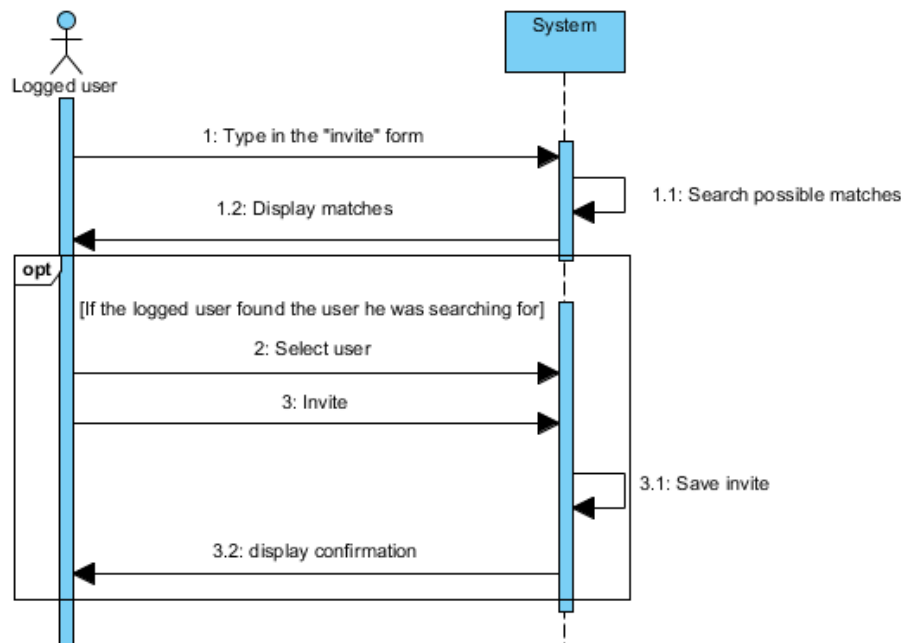 System
Logged user
1: Type in the "invite" form
1.1: Search possible matches
1.2: Display matches
opt
[If the logged user found the user he was searching for]
2: Select user
3: Invite
3.1: Save invite
3.2: display confirmation